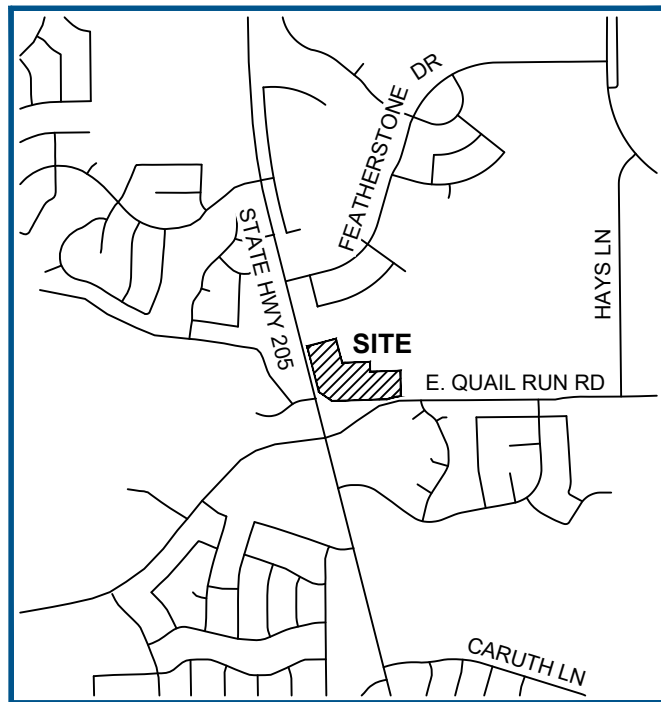 FEATHERSTONE DR
STATE HWY 205
HAYS LN
SITE
E. QUAIL RUN RD
CARUTH LN